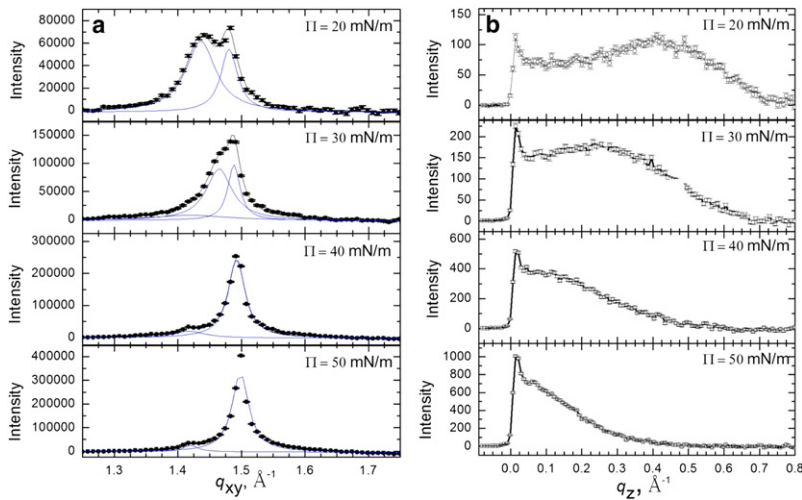 a
Π = 20 mN/m
80000
60000
40000
20000
0
Intensity
Π = 30 mN/m
150000
100000
50000
0
Intensity
Π = 40 mN/m
300000
200000
100000
0
Intensity
Π = 50 mN/m
400000
300000
200000
100000
0
Intensity
1.3 1.4 1.5 1.6 1.7
qxy, Å-1
b
Π = 20 mN/m
150
100
50
0
Intensity
Π = 30 mN/m
200
150
100
50
0
Intensity
Π = 40 mN/m
600
400
200
0
Intensity
Π = 50 mN/m
1000
800
600
400
200
0
Intensity
0.0 0.1 0.2 0.3 0.4 0.5 0.6 0.7 0.8
qz, Å-1